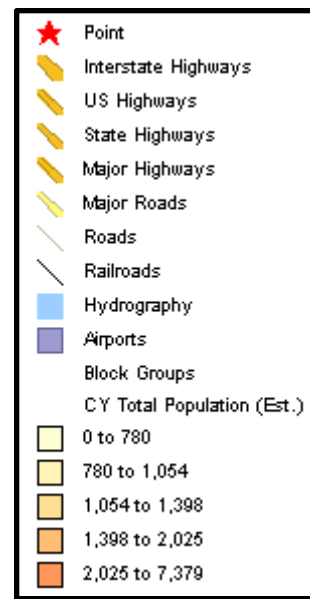 Point
Interstate Highways
US Highways
State Highways
Major Highways
Major Roads
Roads
Railroads
Hydrography
Airports
Block Groups
CY Total Population (Est.)
0 to 780
780 to 1,054
1,054 to 1,398
1,398 to 2,025
2,025 to 7,379